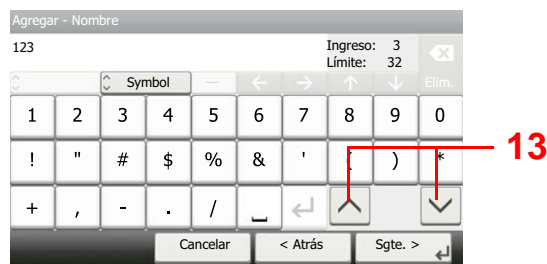 Agregar - Nombre
123
Ingreso: 3
Límite: 32
Symbol
Elim.
1 2 3 4 5 6 7 8 9 0
! " # $ % & ' ( ) *
+ , - . / _
Cancelar < Atrás Sgte. >
13